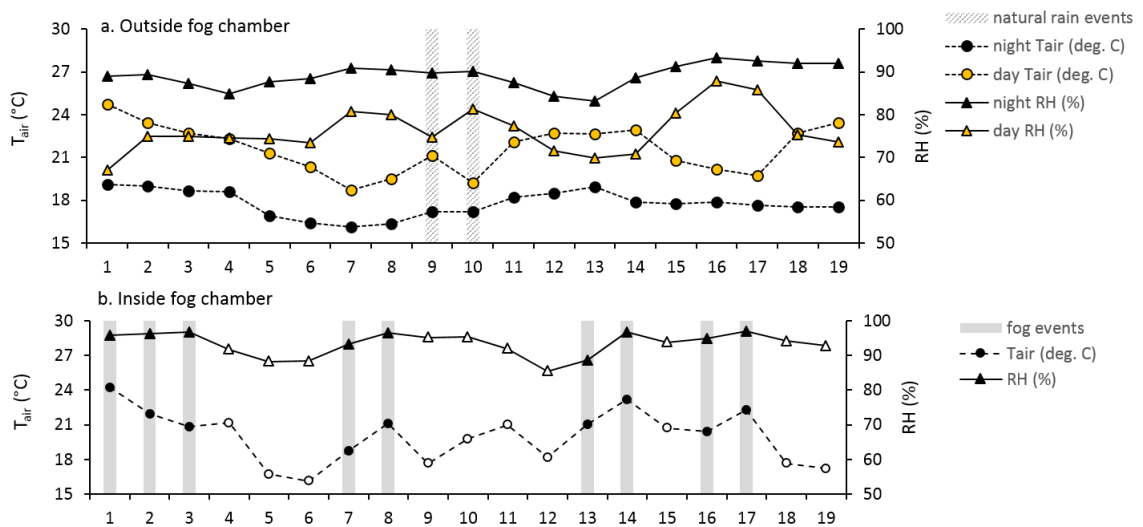 a. Outside fog chamber
30
27
24
21
18
15
T air (°C)
100
90
80
70
60
50
RH (%)
1 2 3 4 5 6 7 8 9 10 11 12 13 14 15 16 17 18 19
natural rain events
night Tair (deg. C)
day Tair (deg. C)
night RH (%)
day RH (%)
b. Inside fog chamber
30
27
24
21
18
15
T air (°C)
100
90
80
70
60
50
RH (%)
1 2 3 4 5 6 7 8 9 10 11 12 13 14 15 16 17 18 19
fog events
Tair (deg. C)
RH (%)